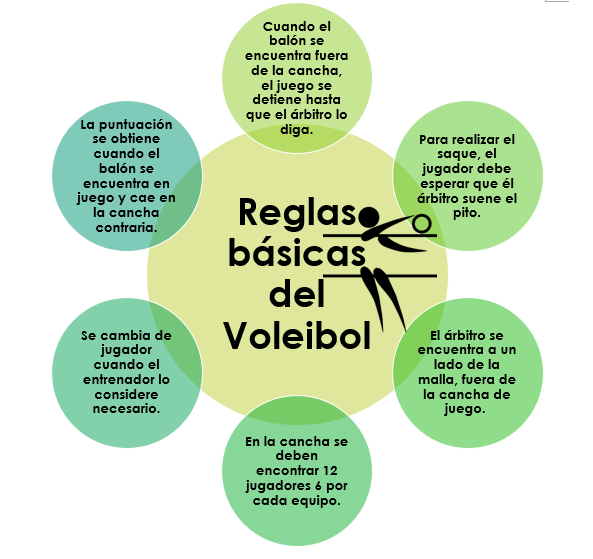 Cuando el
balón se
encuentra fuera
de la cancha,
el juego se
detiene hasta
que el árbitro lo
diga.
Para realizar el
saque, el
jugador debe
esperar que él
árbitro suene el
pito.
El árbitro se
encuentra a un
lado de la
malla, fuera de
la cancha de
juego.
En la cancha se
deben
encontrar 12
jugadores 6 por
cada equipo.
Se cambia de
jugador
cuando el
entrenador lo
considere
necesario.
La puntuación
se obtiene
cuando el
balón se
encuentra en
juego y cae en
la cancha
contraria.
Reglas
básicas
del
Voleibol